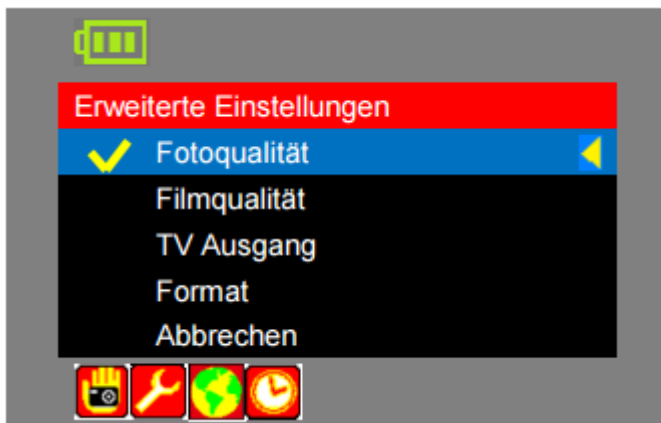 Erweiterte Einstellungen
Fotoqualität
Filmqualität
TV Ausgang
Format
Abbrechen